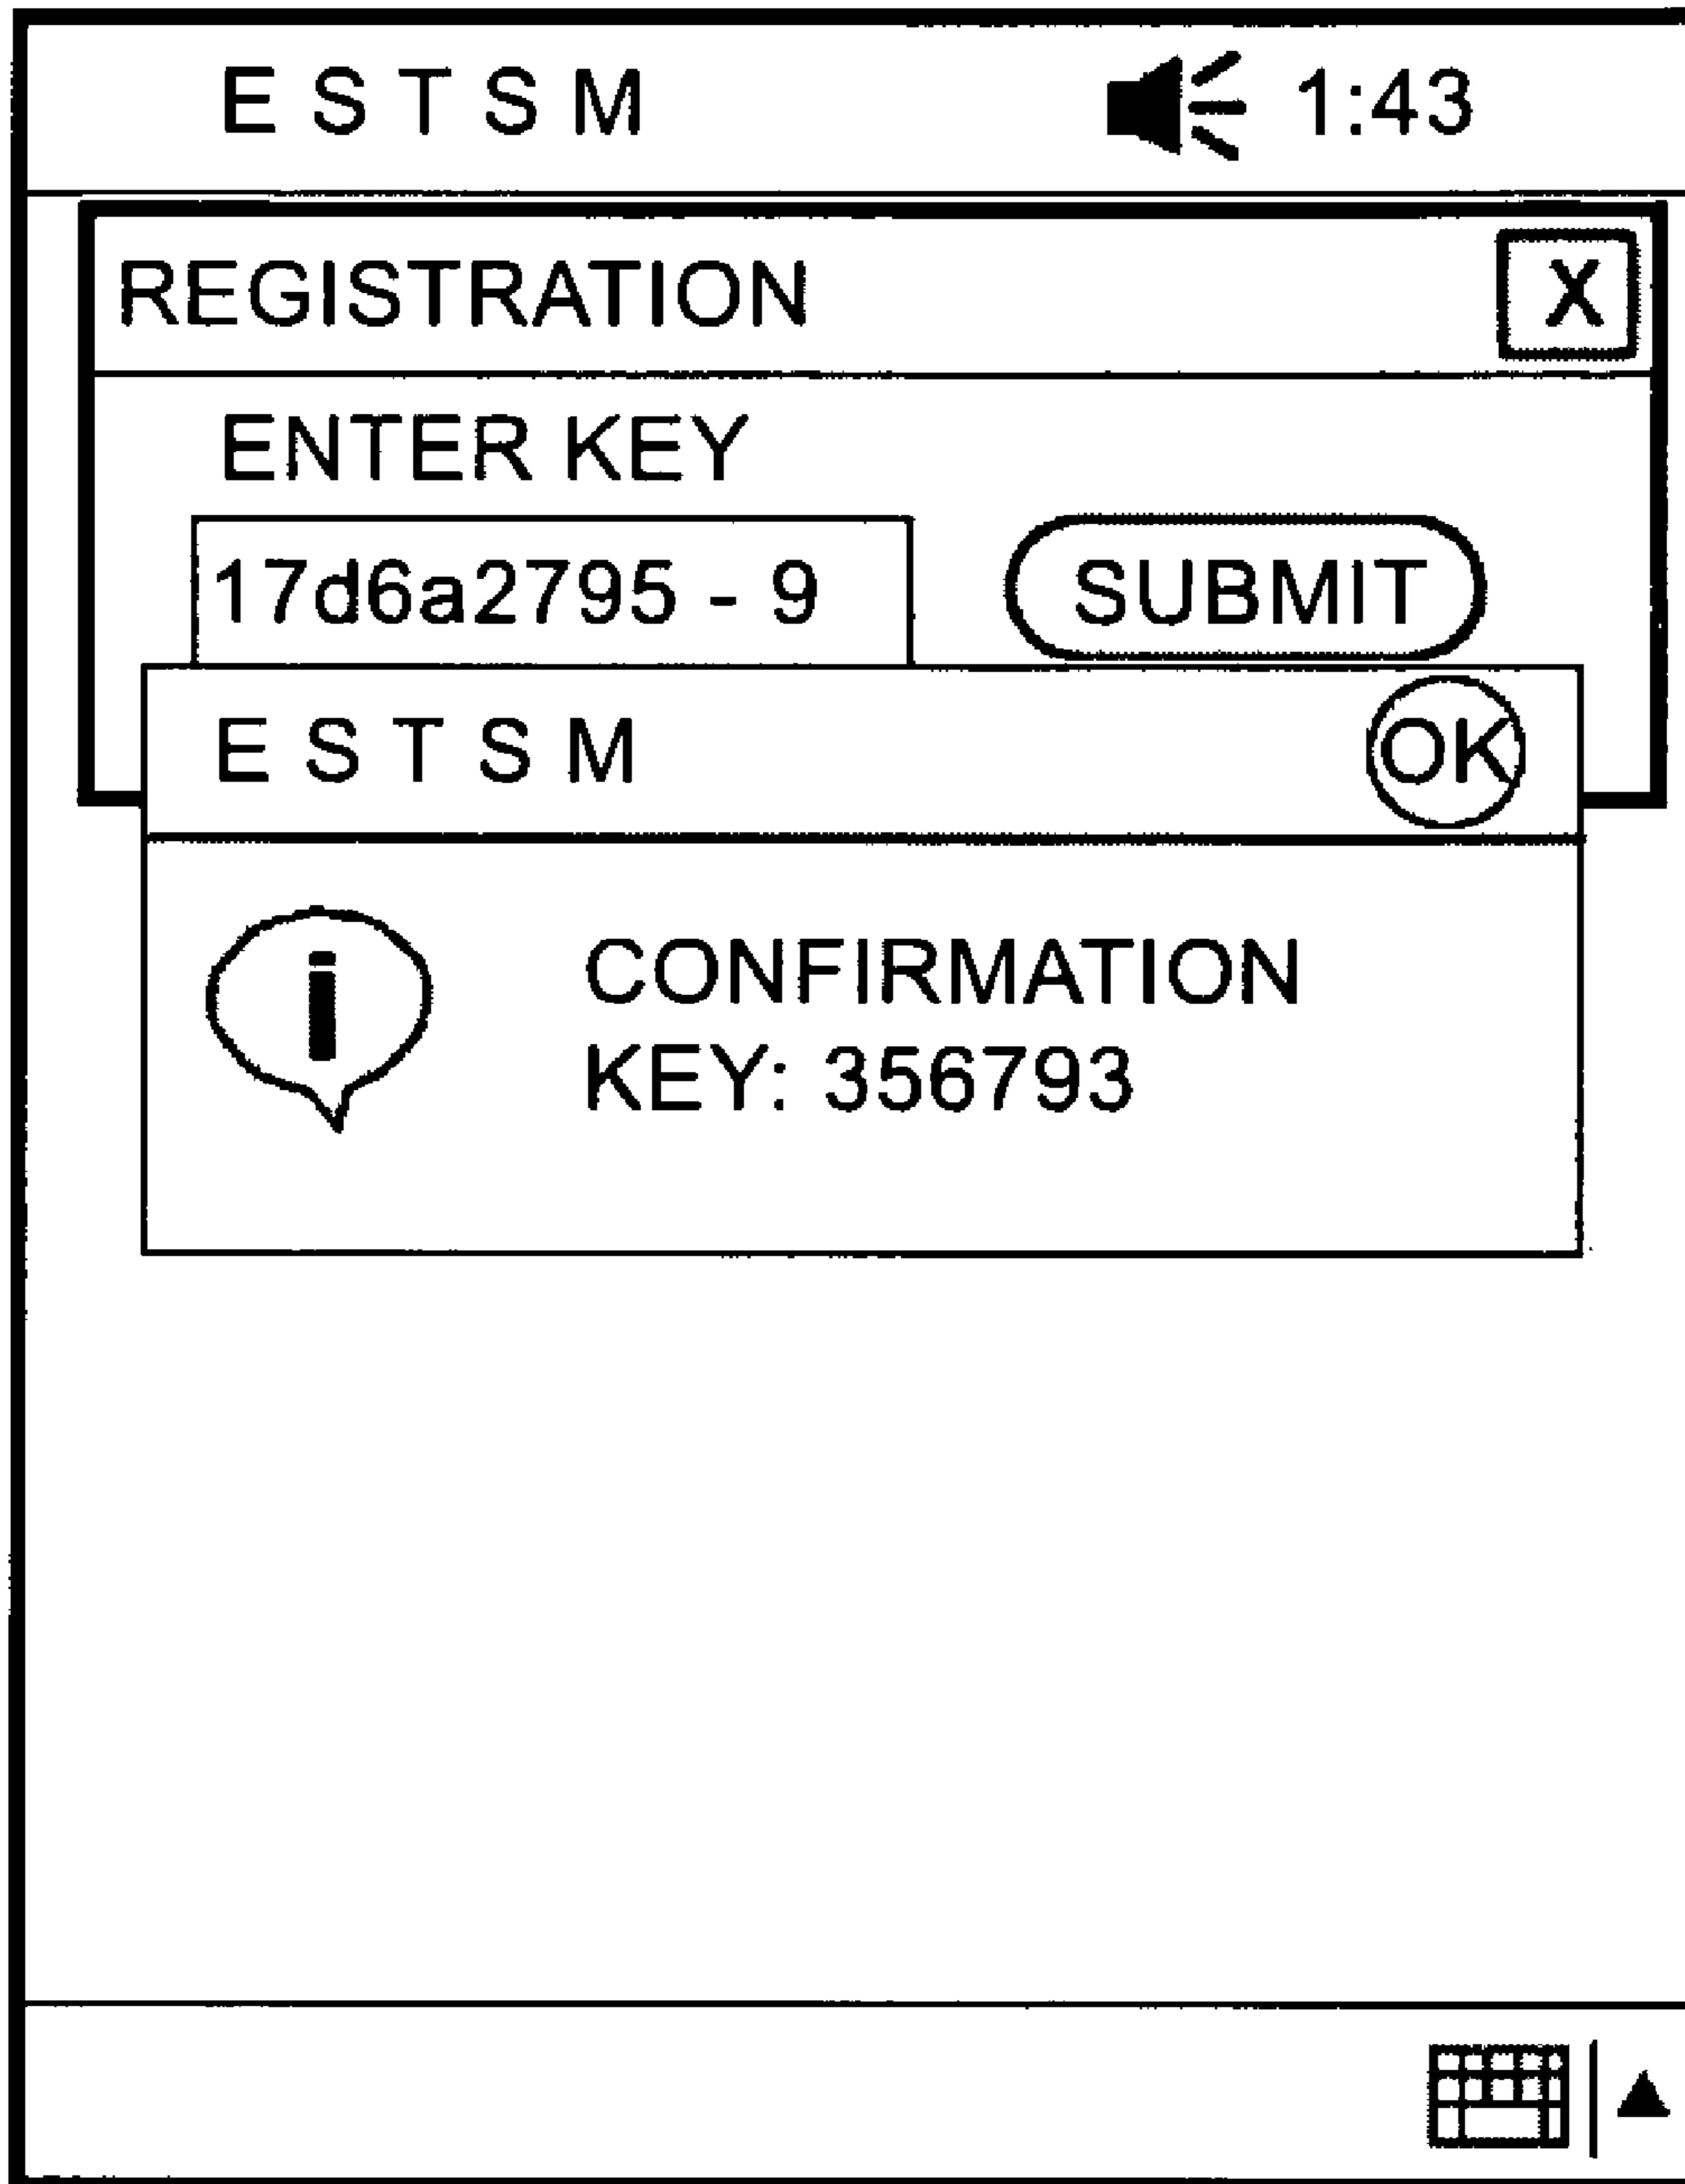 E S T S M 1:43
REGISTRATION X
ENTER KEY
17d6a2795 - 9 SUBMIT
E S T S M OK
i CONFIRMATION
KEY: 356793